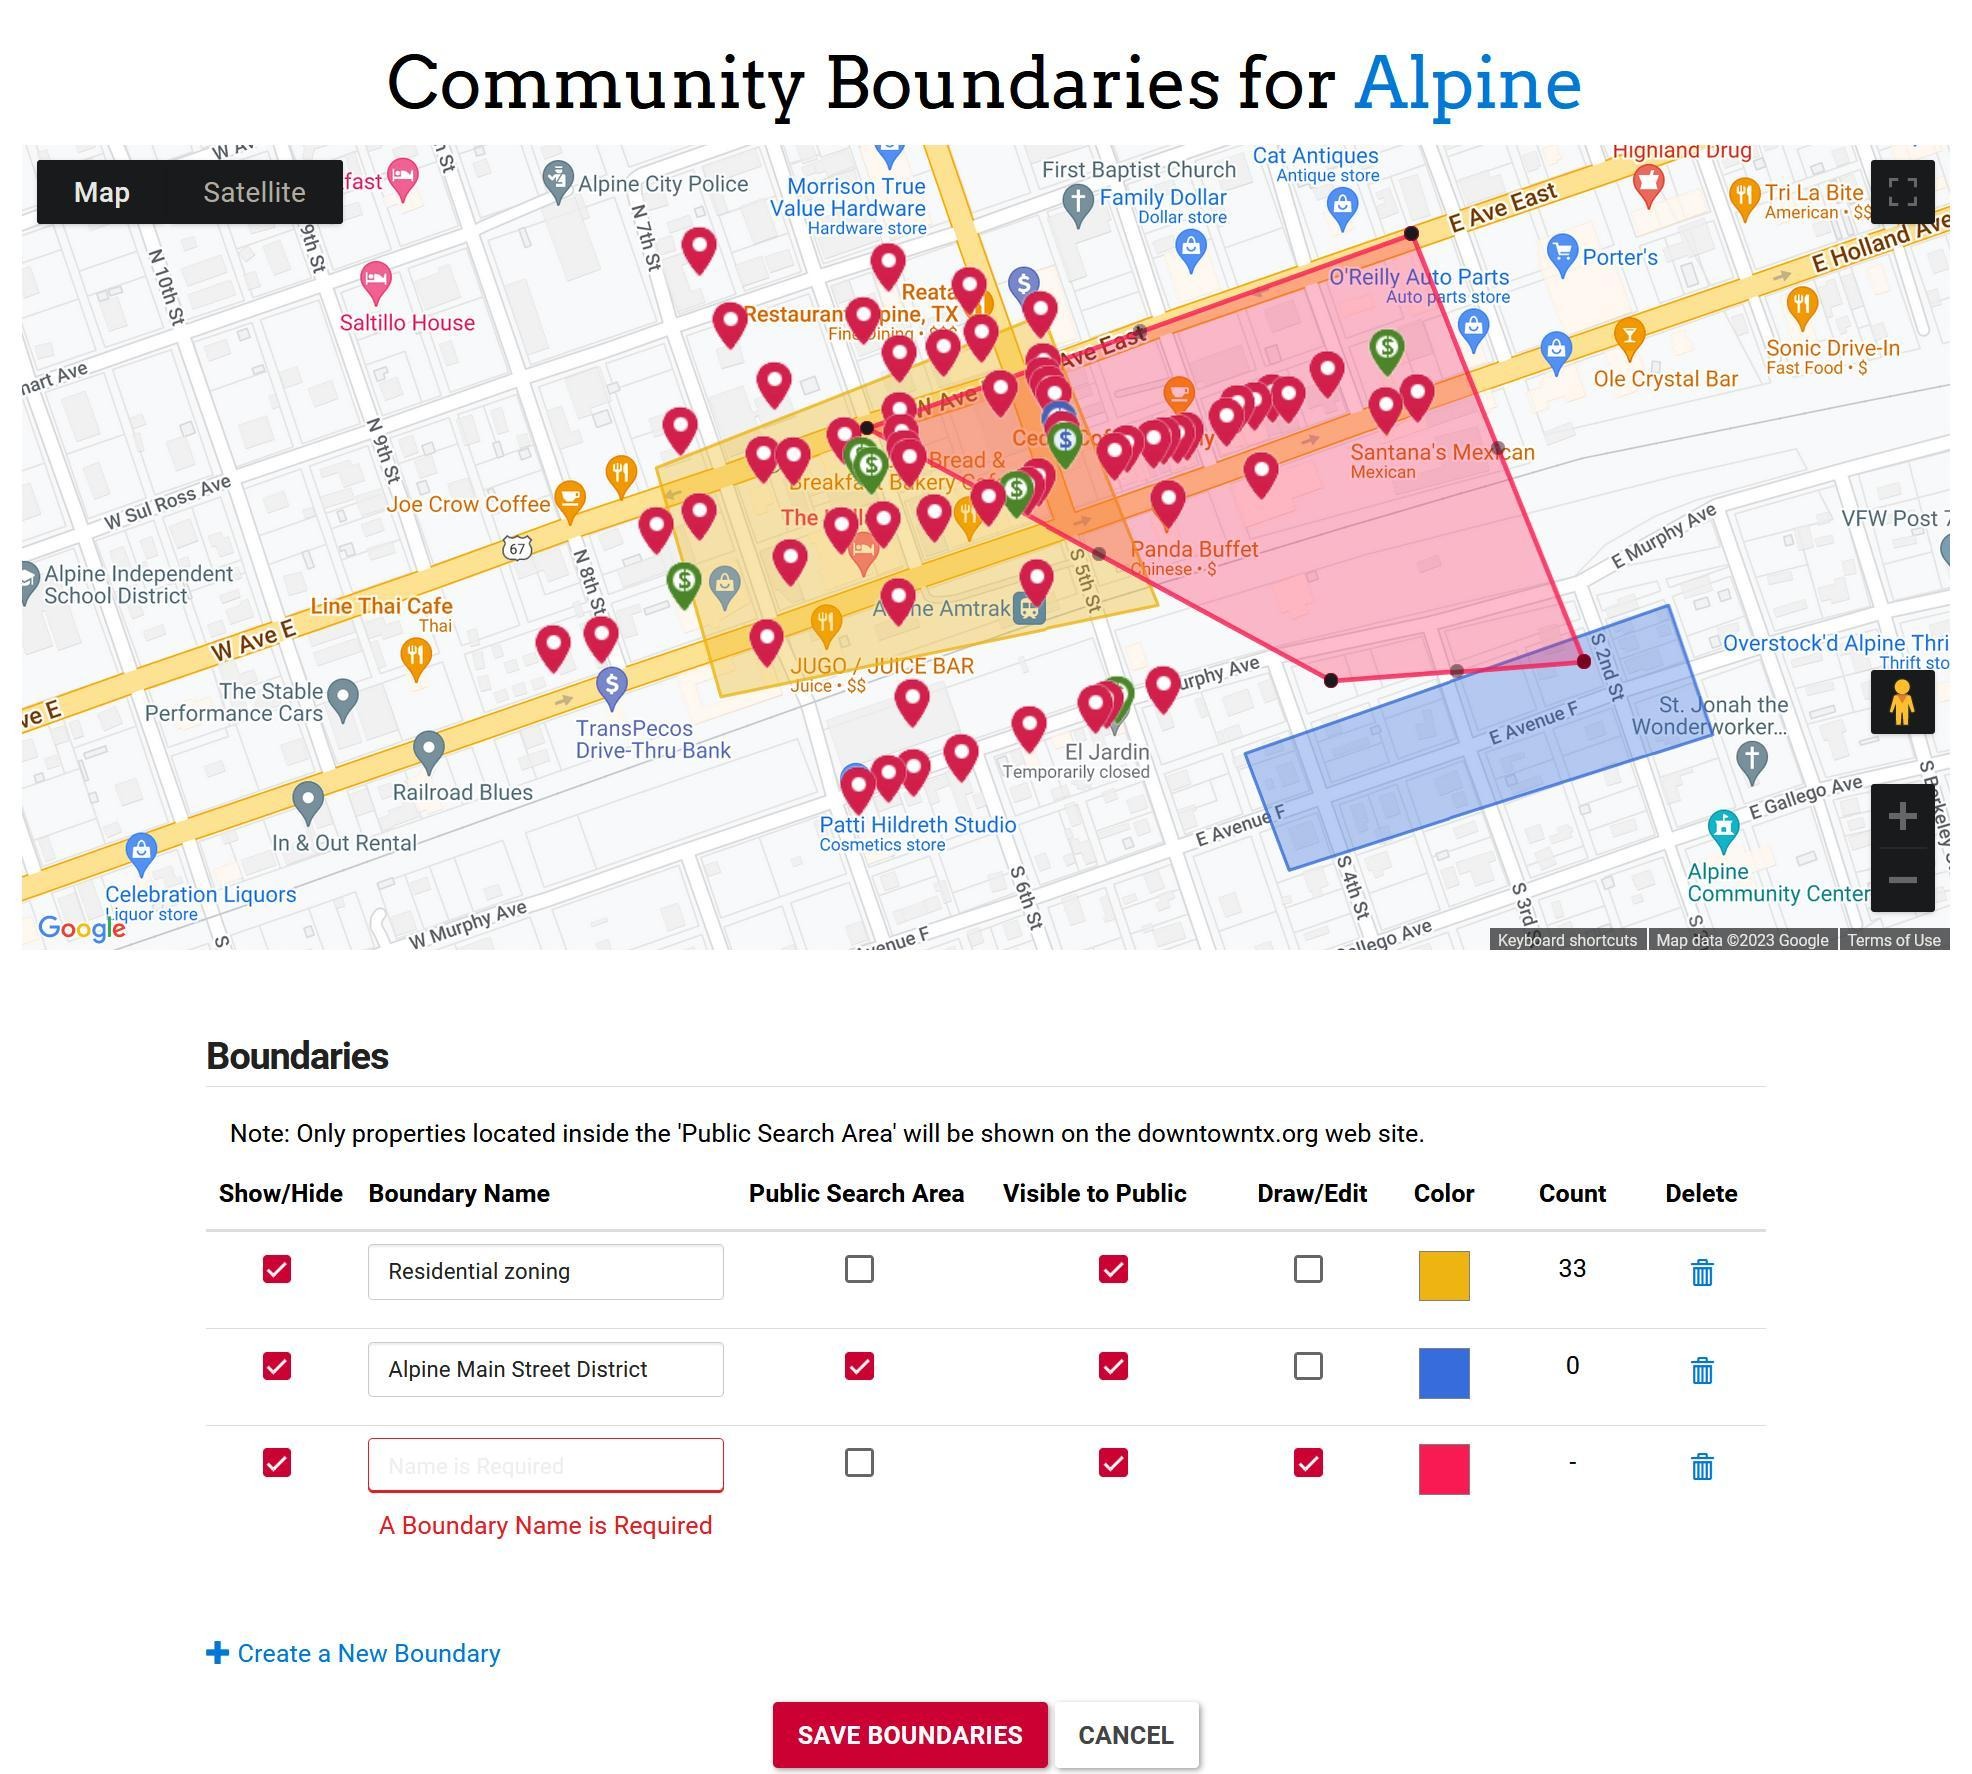 Community Boundaries for Alpine
Map
Satellite
fast
Alpine City Police
Morrison True
Value Hardware
Hardware store
First Baptist Church
Family Dollar
Dollar store
Cat Antiques
Antique store
Highland Drug
Tri La Bite
American • $$
E Ave East
E Holland Ave
Porter's
O'Reilly Auto Parts
Auto parts store
N 10th St
9th St
N 7th St
Saltillo House
Reata
Restaurant
pine, TX
Fine Dining • $$$
Ave East
Sonic Drive-In
Fast Food • $
Ole Crystal Bar
N 9th St
N Ave
Santana's Mexican
Mexican
W Sul Ross Ave
Joe Crow Coffee
Bread &
Breakfast Bakery
67
The
E Murphy Ave
VFW Post 7
Panda Buffet
Chinese • $
Alpine Independent
School District
N 8th St
S 5th St
Line Thai Cafe
Thai
Amtrak
W Ave E
JUGO / JUICE BAR
Juice • $$
S 2nd St
Overstock'd Alpine Thri
Thrift sto
The Stable
Performance Cars
ve E
TransPecos
Drive-Thru Bank
El Jardin
Temporarily closed
E Avenue F
St. Jonah the
Wonderworker...
Railroad Blues
In & Out Rental
Patti Hildreth Studio
Cosmetics store
E Avenue F
E Gallego Ave
Alpine
Community Center
Celebration Liquors
Liquor store
Google
W Murphy Ave
S 6th St
S 4th St
S 3rd S
Keyboard shortcuts
Map data ©2023 Google
Terms of Use
Boundaries
Note: Only properties located inside the 'Public Search Area' will be shown on the downtowntx.org web site.
Show/Hide Boundary Name Public Search Area Visible to Public Draw/Edit Color Count Delete
Residential zoning 33
Alpine Main Street District 0
Name is Required -
A Boundary Name is Required
Create a New Boundary
SAVE BOUNDARIES CANCEL